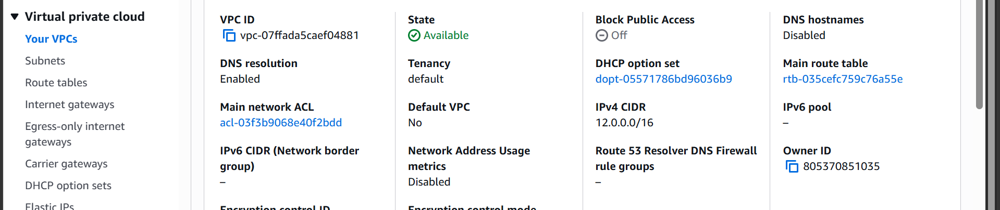 Virtual private cloud
Your VPCs
Subnets
Route tables
Internet gateways
Egress-only internet
gateways
Carrier gateways
DHCP option sets
Elastic IPs
VPC ID
vpc-07ffada5caef04881
State
Available
Block Public Access
Off
DNS hostnames
Disabled
DNS resolution
Enabled
Tenancy
default
DHCP option set
dopt-05571786bd96036b9
Main route table
rtb-035cefc759c76a55e
Main network ACL
acl-03f3b9068e40f2bdd
Default VPC
No
IPv4 CIDR
12.0.0.0/16
IPv6 pool
–
IPv6 CIDR (Network border
group)
–
Network Address Usage
metrics
Disabled
Route 53 Resolver DNS Firewall
rule groups
–
Owner ID
805370851035
Encryption control ID
Encryption control mode